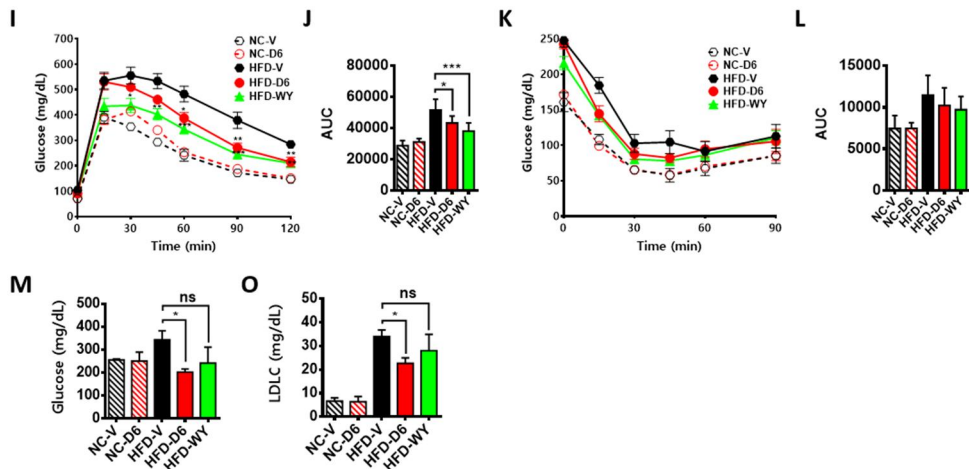 I
Glucose (mg/dL)
700
600
500
400
300
200
100
0
0 30 60 90 120
Time (min)
NC-V
NC-D6
HFD-V
HFD-D6
HFD-WY
*
**
*
**
***
**
J
AUC
80000
60000
40000
20000
0
***
*
NC-V
NC-D6
HFD-V
HFD-D6
HFD-WY
K
Glucose (mg/dL)
250
200
150
100
50
0
0 30 60 90
Time (min)
NC-V
NC-D6
HFD-V
HFD-D6
HFD-WY
L
AUC
15000
10000
5000
0
NC-V
NC-D6
HFD-V
HFD-D6
HFD-WY
M
Glucose (mg/dL)
500
400
300
200
100
0
ns
*
NC-V
NC-D6
HFD-V
HFD-D6
HFD-WY
O
LDLC (mg/dL)
50
40
30
20
10
0
ns
*
NC-V
NC-D6
HFD-V
HFD-D6
HFD-WY